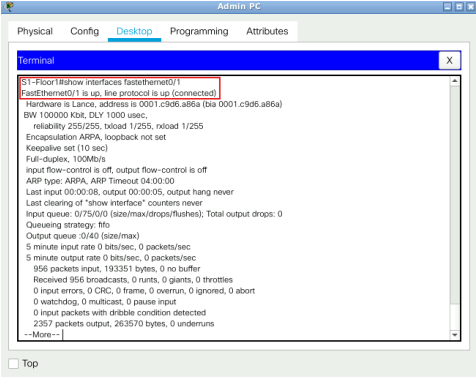 Admin PC
Physical Config Desktop Programming Attributes
Terminal X
S1-Floor1#show interfaces fastethernet0/1
FastEthernet0/1 is up, line protocol is up (connected)
Hardware is Lance, address is 0001.c9d6.a86a (bia 0001.c9d6.a86a)
BW 100000 Kbit, DLY 1000 usec,
reliability 255/255, txload 1/255, rxload 1/255
Encapsulation ARPA, loopback not set
Keepalive set (10 sec)
Full-duplex, 100Mb/s
input flow-control is off, output flow-control is off
ARP type: ARPA, ARP Timeout 04:00:00
Last input 00:00:08, output 00:00:05, output hang never
Last clearing of "show interface" counters never
Input queue: 0/75/0/0 (size/max/drops/flushes); Total output drops: 0
Queueing strategy: fifo
Output queue :0/40 (size/max)
5 minute input rate 0 bits/sec, 0 packets/sec
5 minute output rate 0 bits/sec, 0 packets/sec
956 packets input, 193351 bytes, 0 no buffer
Received 956 broadcasts, 0 runts, 0 giants, 0 throttles
0 input errors, 0 CRC, 0 frame, 0 overrun, 0 ignored, 0 abort
0 watchdog, 0 multicast, 0 pause input
0 input packets with dribble condition detected
2357 packets output, 263570 bytes, 0 underruns
--More--
Top